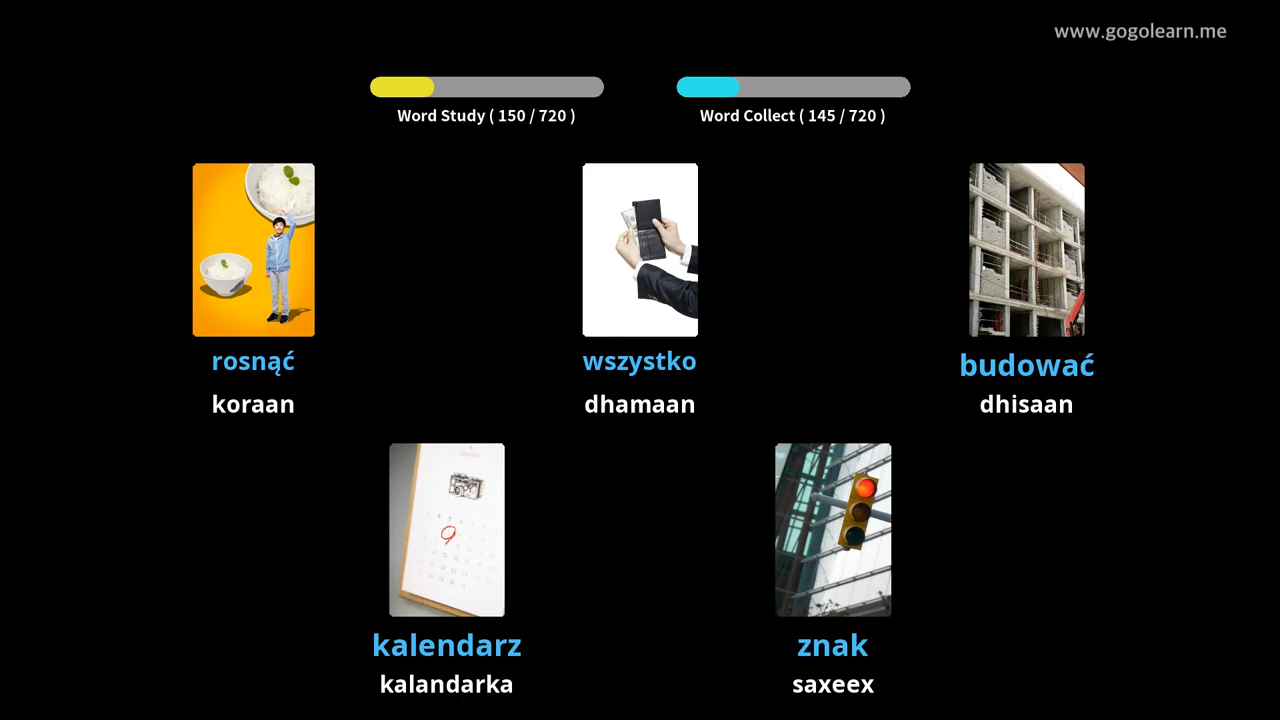 www.gogolearn.me
Word Study ( 150 / 720 )
Word Collect ( 145 / 720 )
rosnąć
koraan
wszystko
dhamaan
budować
dhisaan
kalendarz
kalandarka
znak
saxeex